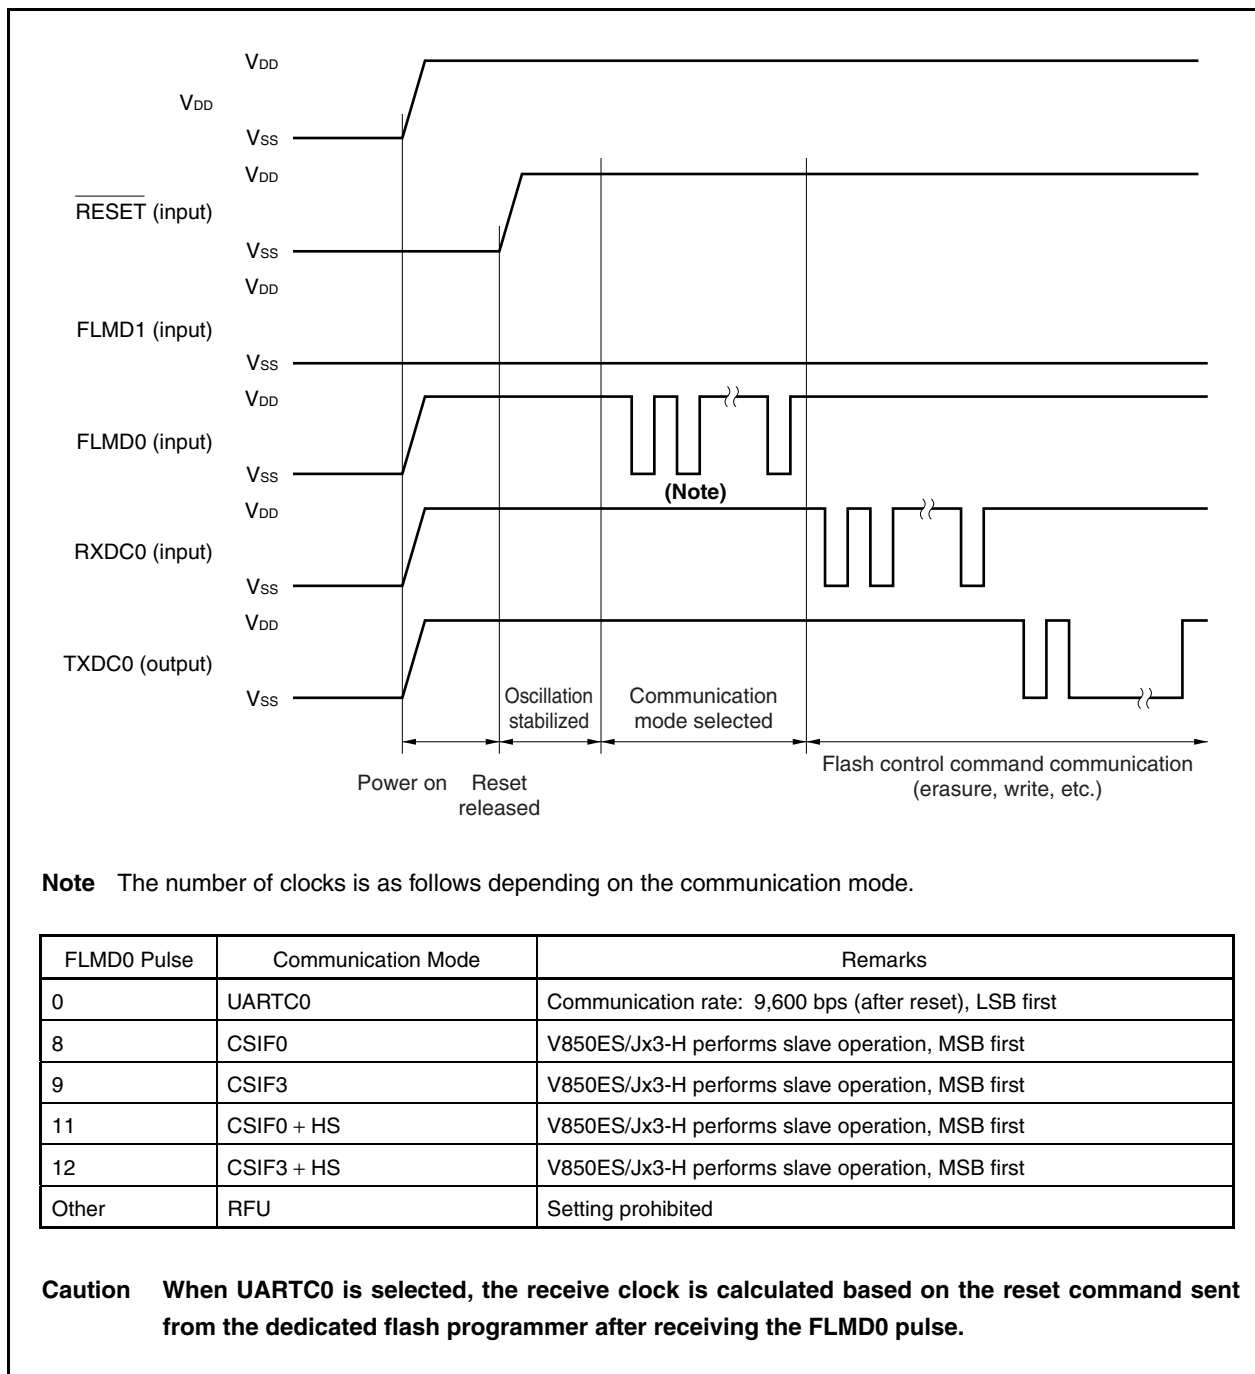 VDD
VDD
VSS
VDD
RESET (input)
VSS
VDD
FLMD1 (input)
VSS
VDD
FLMD0 (input)
VSS
(Note)
VDD
RXDC0 (input)
VSS
VDD
TXDC0 (output)
VSS
Oscillation
stabilized
Communication
mode selected
Power on
Reset
released
Flash control command communication
(erasure, write, etc.)
Note The number of clocks is as follows depending on the communication mode.
FLMD0 Pulse Communication Mode Remarks
0 UARTC0 Communication rate: 9,600 bps (after reset), LSB first
8 CSIF0 V850ES/Jx3-H performs slave operation, MSB first
9 CSIF3 V850ES/Jx3-H performs slave operation, MSB first
11 CSIF0 + HS V850ES/Jx3-H performs slave operation, MSB first
12 CSIF3 + HS V850ES/Jx3-H performs slave operation, MSB first
Other RFU Setting prohibited
Caution When UARTC0 is selected, the receive clock is calculated based on the reset command sent
from the dedicated flash programmer after receiving the FLMD0 pulse.